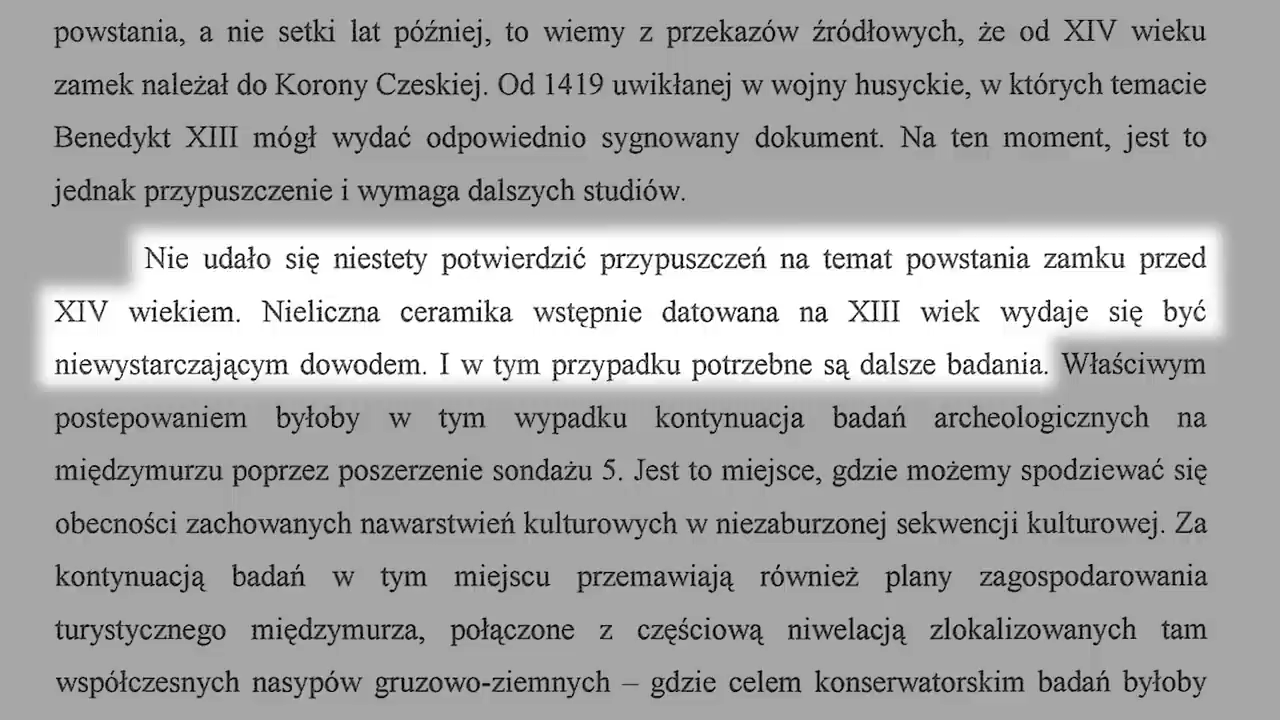 powstania, a nie setki lat później, to wiemy z przekazów źródłowych, że od XIV wieku
zamek należał do Korony Czeskiej. Od 1419 uwikłanej w wojny husyckie, w których temacie
Benedykt XIII mógł wydać odpowiednio sygnowany dokument. Na ten moment, jest to
jednak przypuszczenie i wymaga dalszych studiów.
Nie udało się niestety potwierdzić przypuszczeń na temat powstania zamku przed
XIV wiekiem. Nieliczna ceramika wstępnie datowana na XIII wiek wydaje się być
niewystarczającym dowodem. I w tym przypadku potrzebne są dalsze badania. Właściwym
postepowaniem byłoby w tym wypadku kontynuacja badań archeologicznych na
międzymurzu poprzez poszerzenie sondażu 5. Jest to miejsce, gdzie możemy spodziewać się
obecności zachowanych nawarstwień kulturowych w niezaburzonej sekwencji kulturowej. Za
kontynuacją badań w tym miejscu przemawiają również plany zagospodarowania
turystycznego międzymurza, połączone z częściową niwelacją zlokalizowanych tam
współczesnych nasypów gruzowo-ziemnych – gdzie celem konserwatorskim badań byłoby